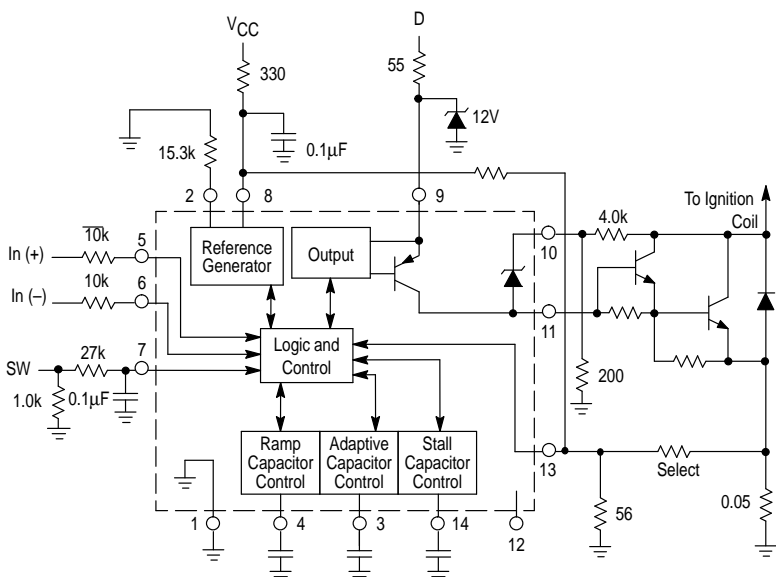 VCC
D
330
55
12V
0.1µF
15.3k
2
8
9
To Ignition
Coil
4.0k
10
In (+)
10k
5
Reference
Generator
Output
In (–)
10k
6
11
Logic and
Control
SW
27k
7
1.0k
0.1µF
200
Ramp
Capacitor
Control
Adaptive
Capacitor
Control
Stall
Capacitor
Control
13
Select
56
0.05
1
4
3
14
12